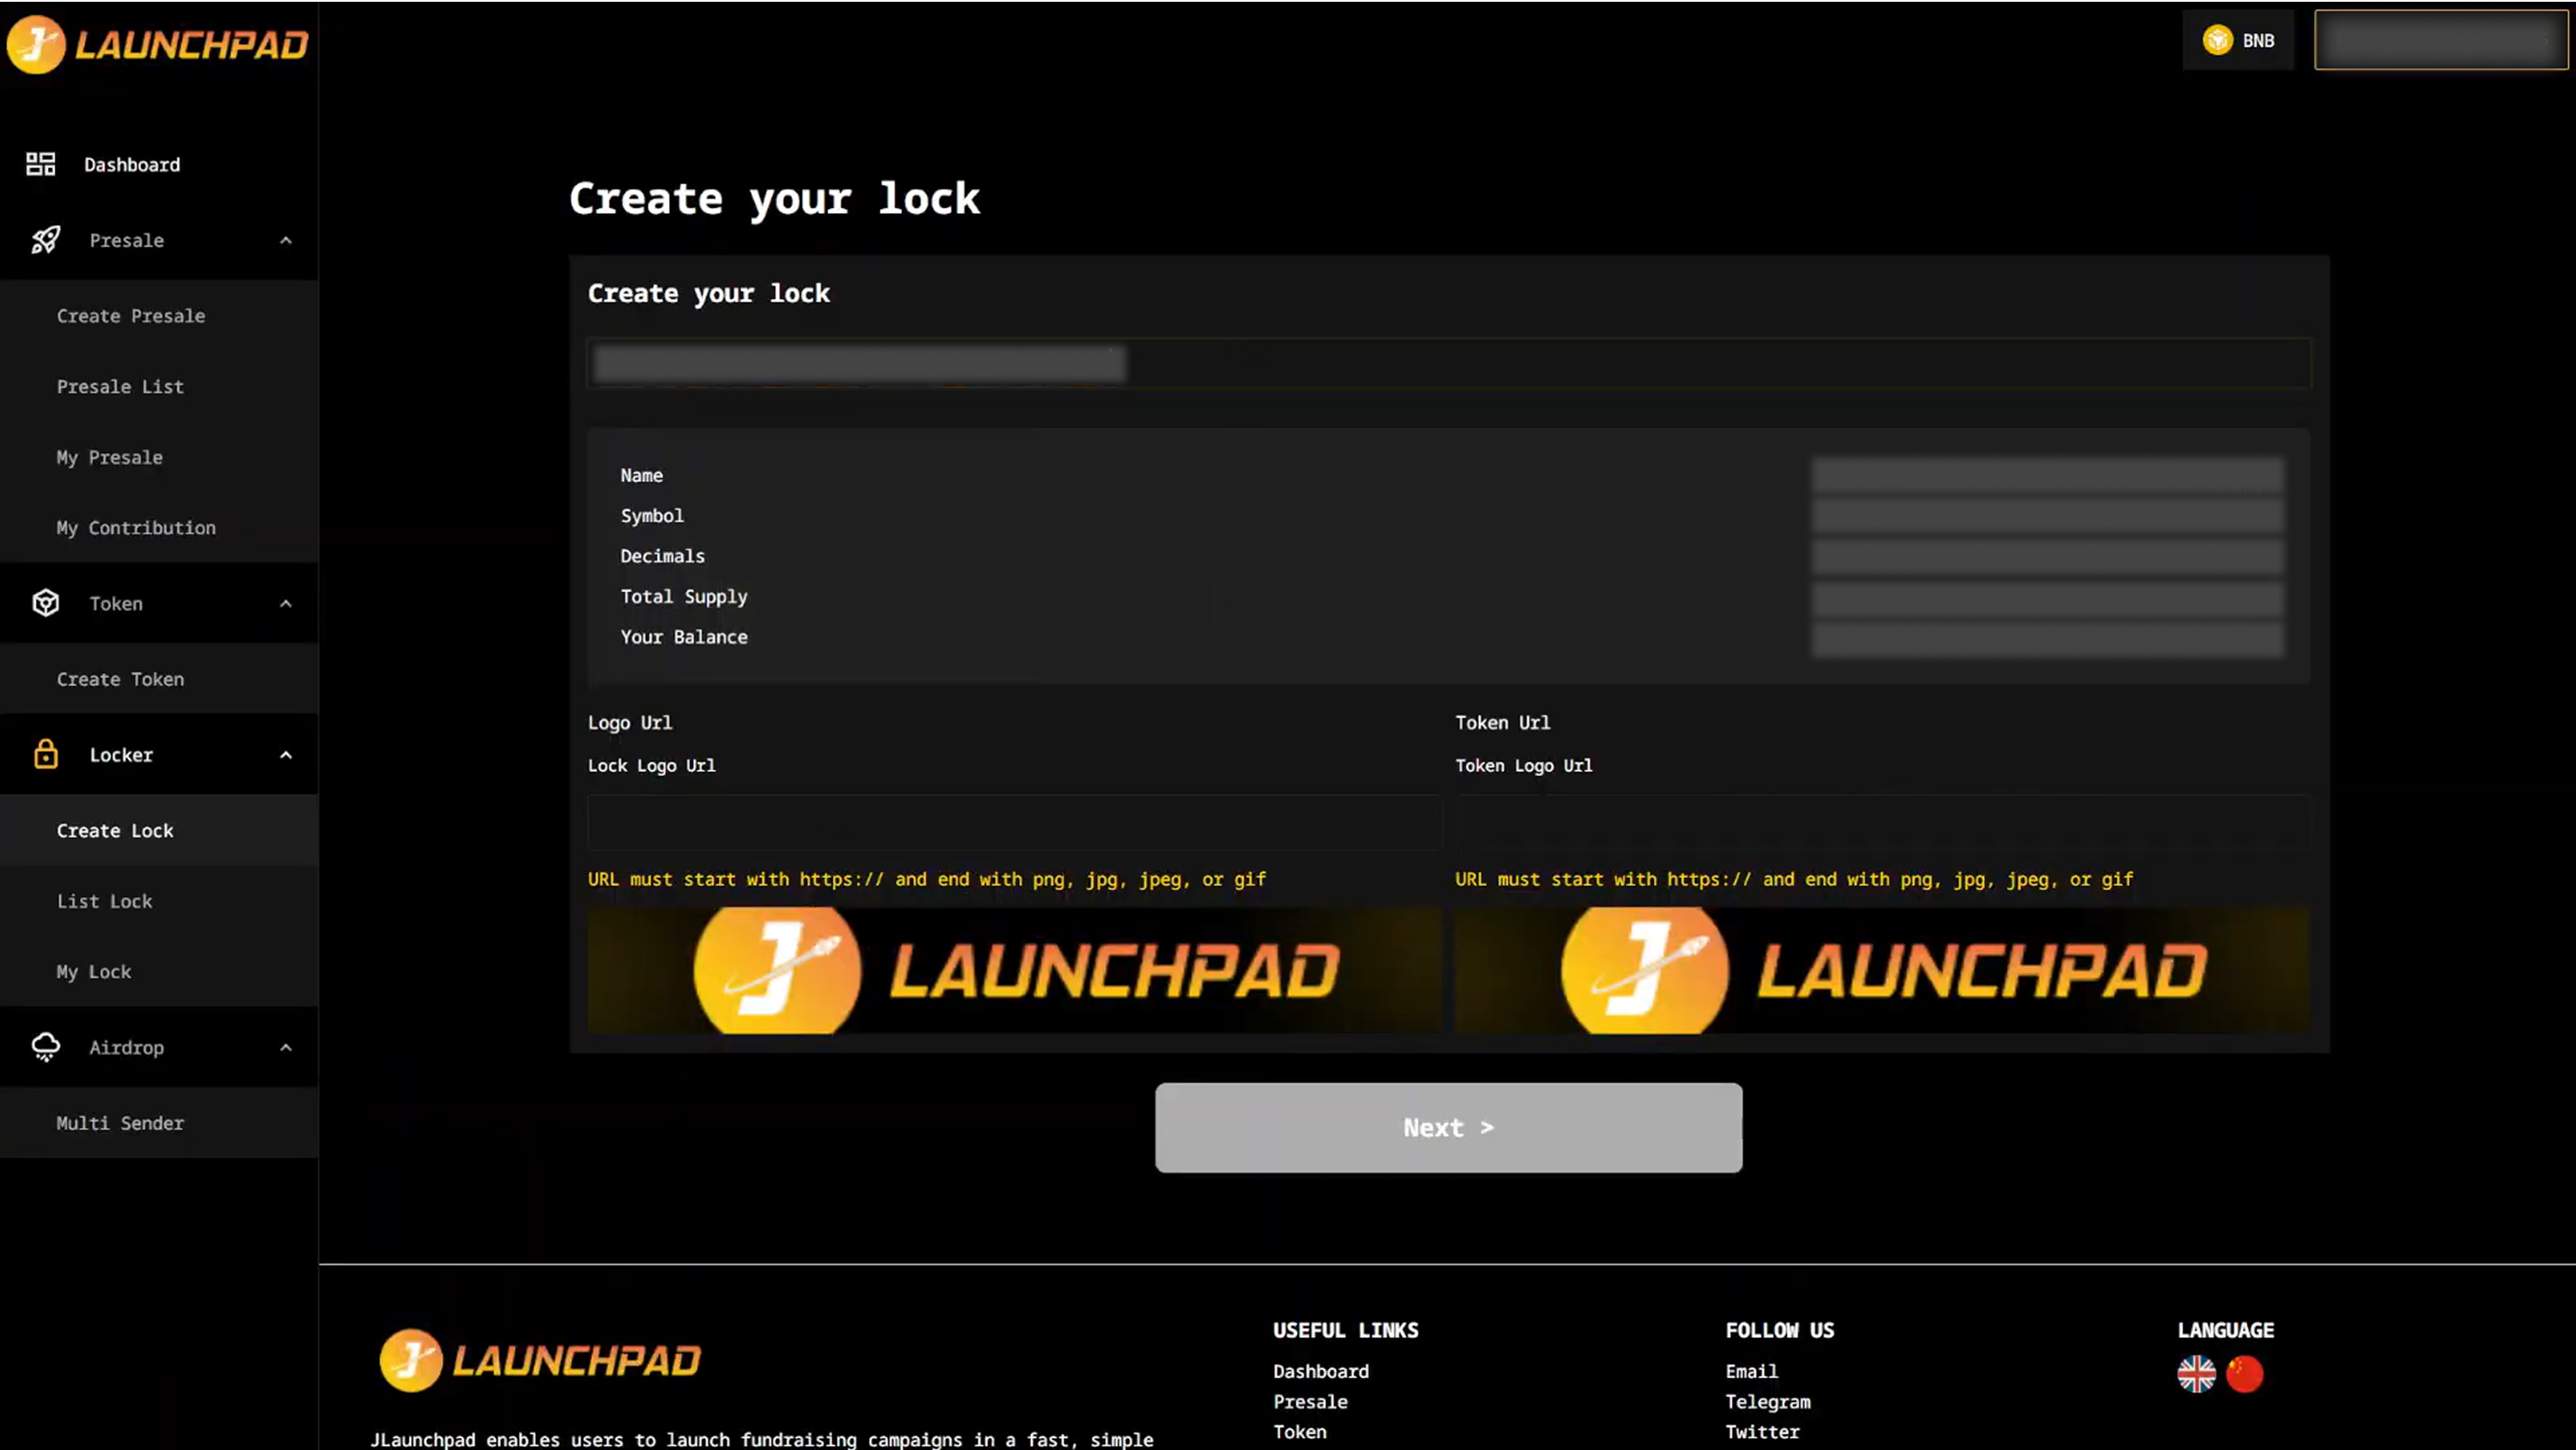 LAUNCHPAD
BNB
Dashboard
Presale
Create Presale
Presale List
My Presale
My Contribution
Token
Create Token
Locker
Create Lock
List Lock
My Lock
Airdrop
Multi Sender
Create your lock
Create your lock
Name
Symbol
Decimals
Total Supply
Your Balance
Logo Url
Lock Logo Url
URL must start with https:// and end with png, jpg, jpeg, or gif
J LAUNCHPAD
Token Url
Token Logo Url
URL must start with https:// and end with png, jpg, jpeg, or gif
J LAUNCHPAD
Next >
LAUNCHPAD
JLaunchpad enables users to launch fundraising campaigns in a fast, simple
USEFUL LINKS
Dashboard
Presale
Token
FOLLOW US
Email
Telegram
Twitter
LANGUAGE